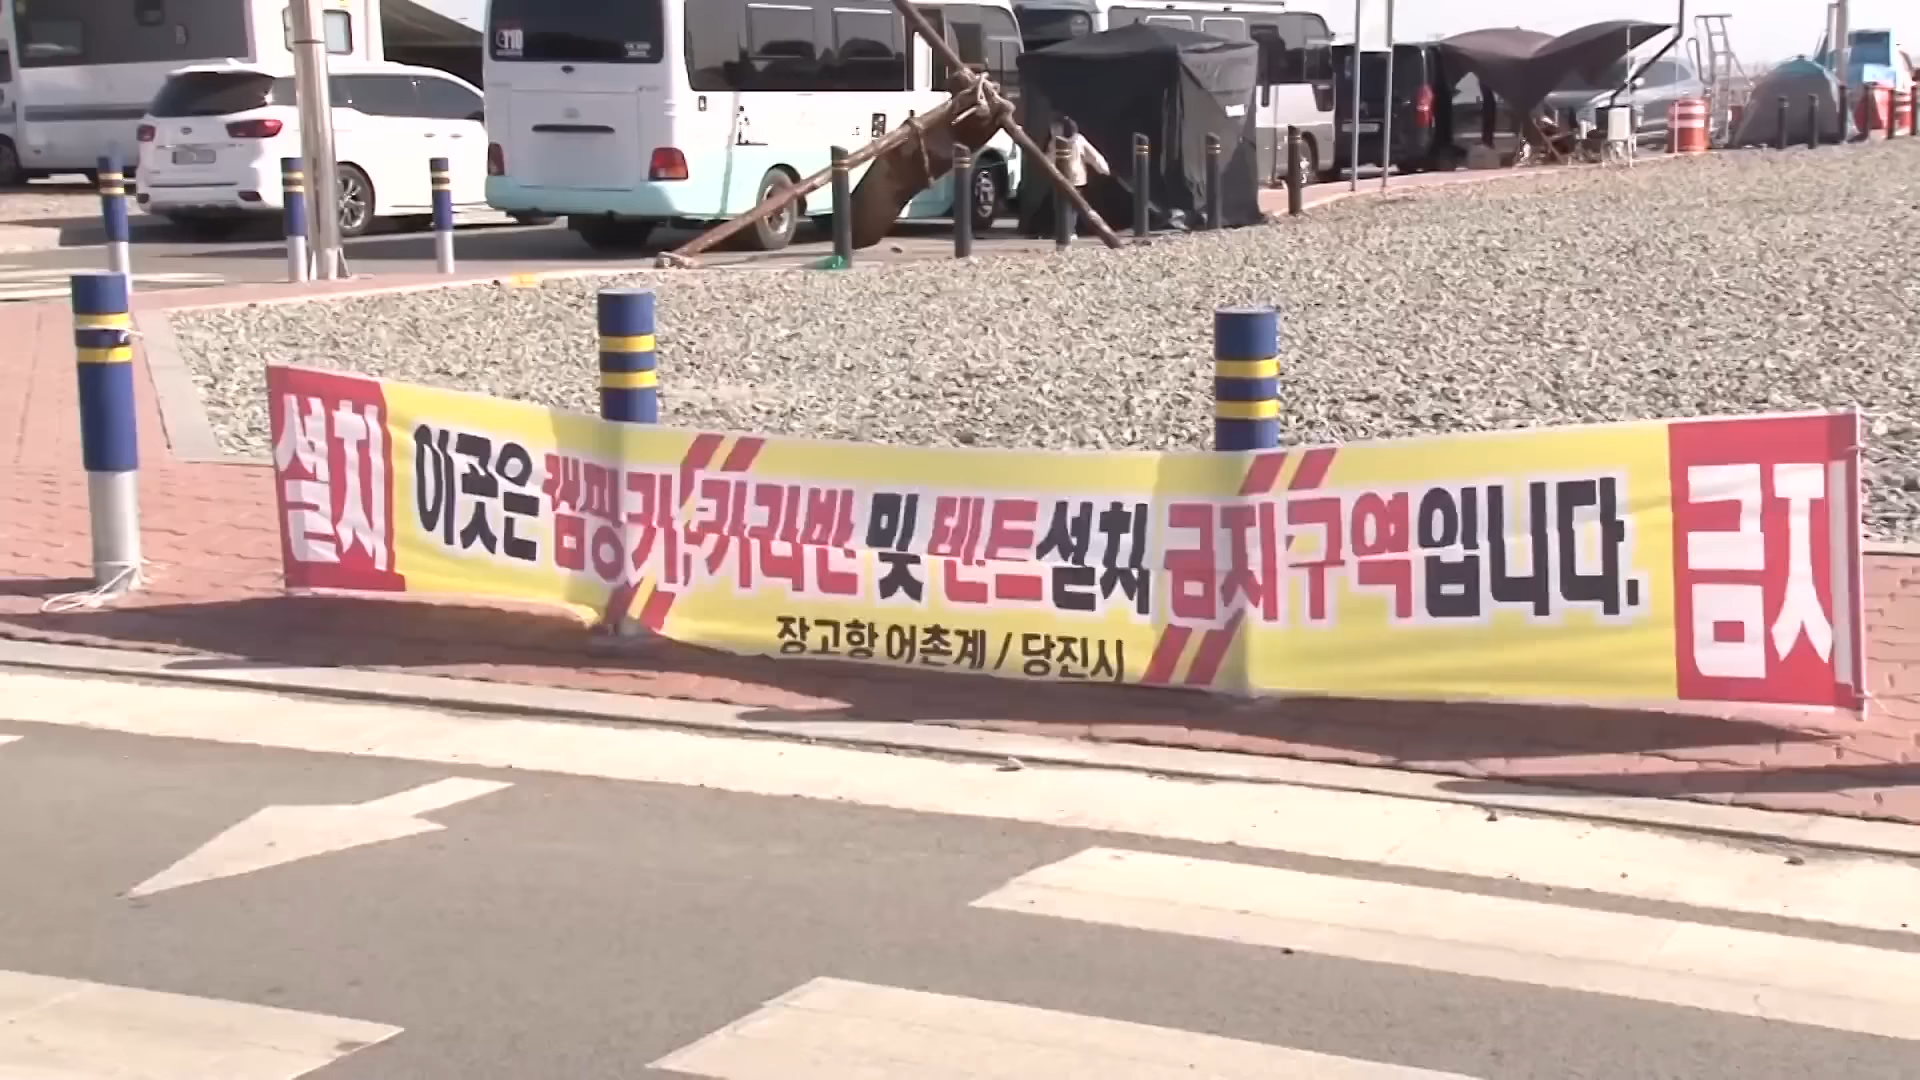 설치 이곳은 캠핑카, 카라반 및 텐트설치 금지구역입니다. 금지
장고항 어촌계 / 당진시